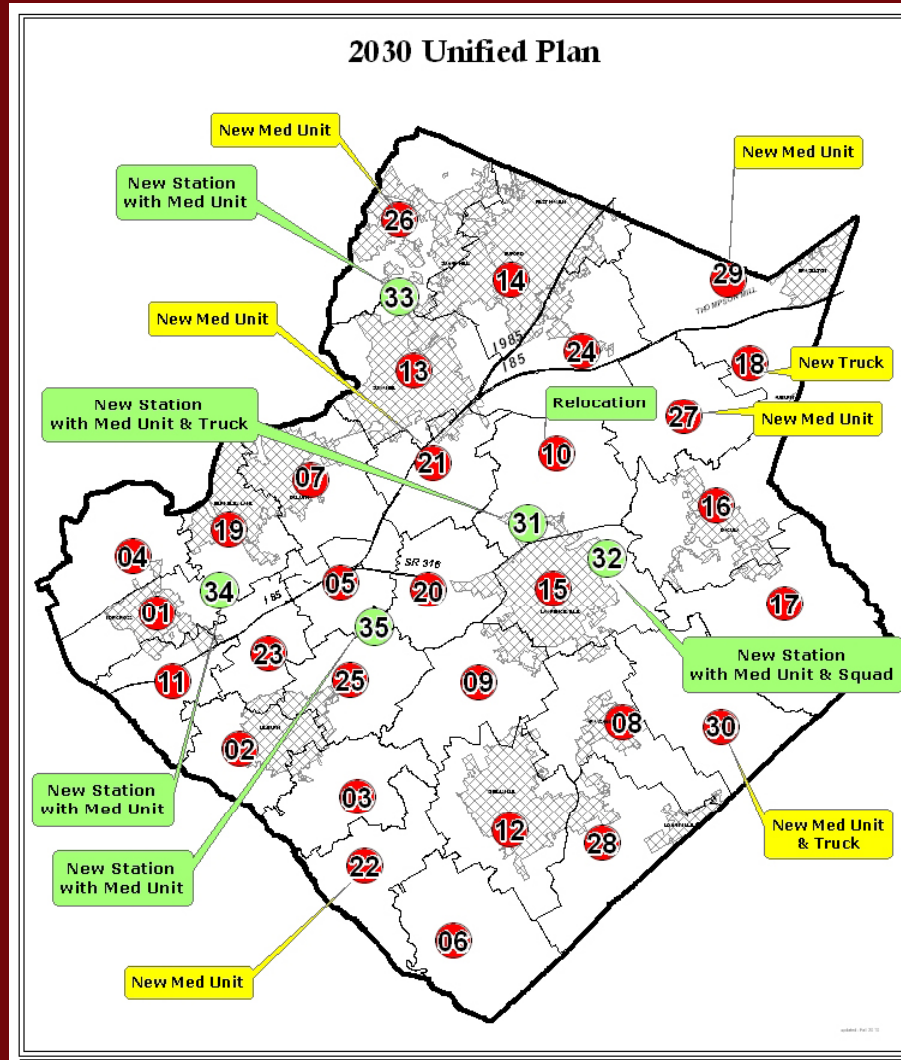 2030 Unified Plan
New Med Unit
New Med Unit
New Station
with Med Unit
26
29
14
BUFORD
THOMPSON MILL
33
New Med Unit
I 985
I 85
24
13
18
New Truck
New Station
with Med Unit & Truck
Relocation
27
New Med Unit
21
10
07
16
19
31
04
SR 316
32
34
I 85
05
20
15
LAWRENCEVILLE
17
01
35
23
New Station
with Med Unit & Squad
11
25
09
02
08
30
New Station
with Med Unit
03
12
New Med Unit
& Truck
28
New Station
with Med Unit
22
06
New Med Unit